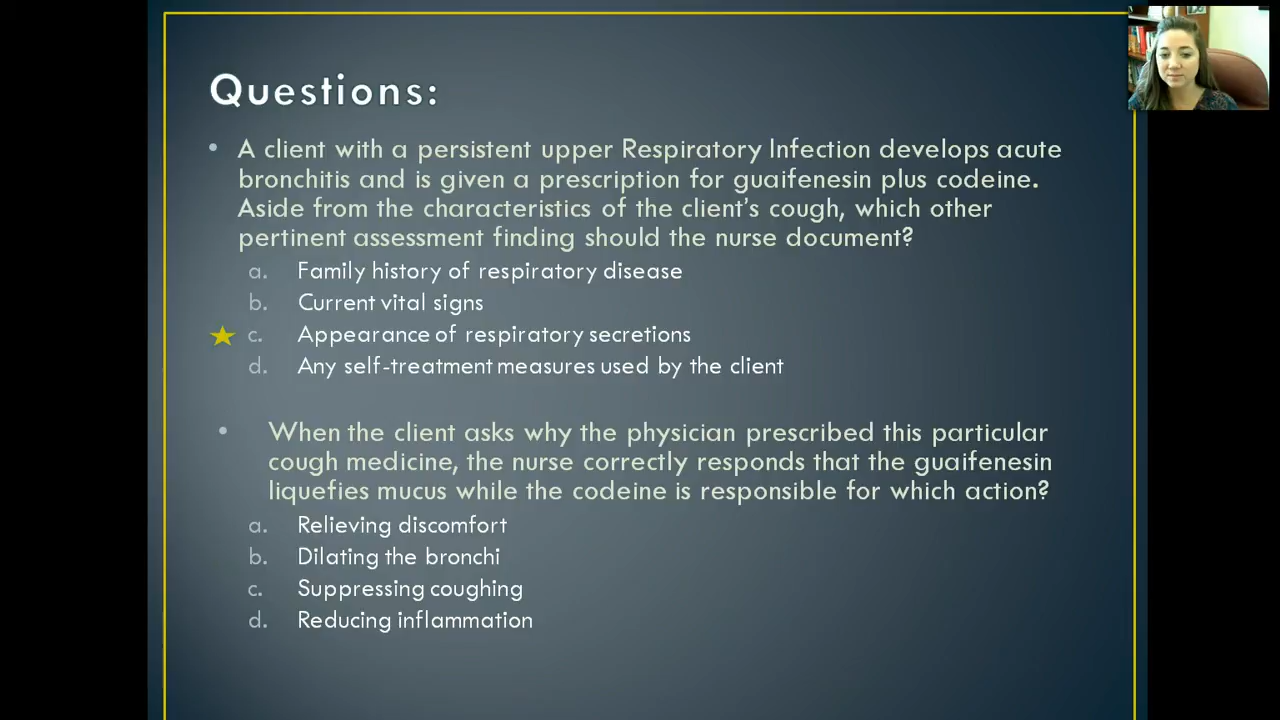 Questions:
• A client with a persistent upper Respiratory Infection develops acute
bronchitis and is given a prescription for guaifenesin plus codeine.
Aside from the characteristics of the client's cough, which other
pertinent assessment finding should the nurse document?
a. Family history of respiratory disease
b. Current vital signs
c. Appearance of respiratory secretions
d. Any self-treatment measures used by the client
• When the client asks why the physician prescribed this particular
cough medicine, the nurse correctly responds that the guaifenesin
liquefies mucus while the codeine is responsible for which action?
a. Relieving discomfort
b. Dilating the bronchi
c. Suppressing coughing
d. Reducing inflammation